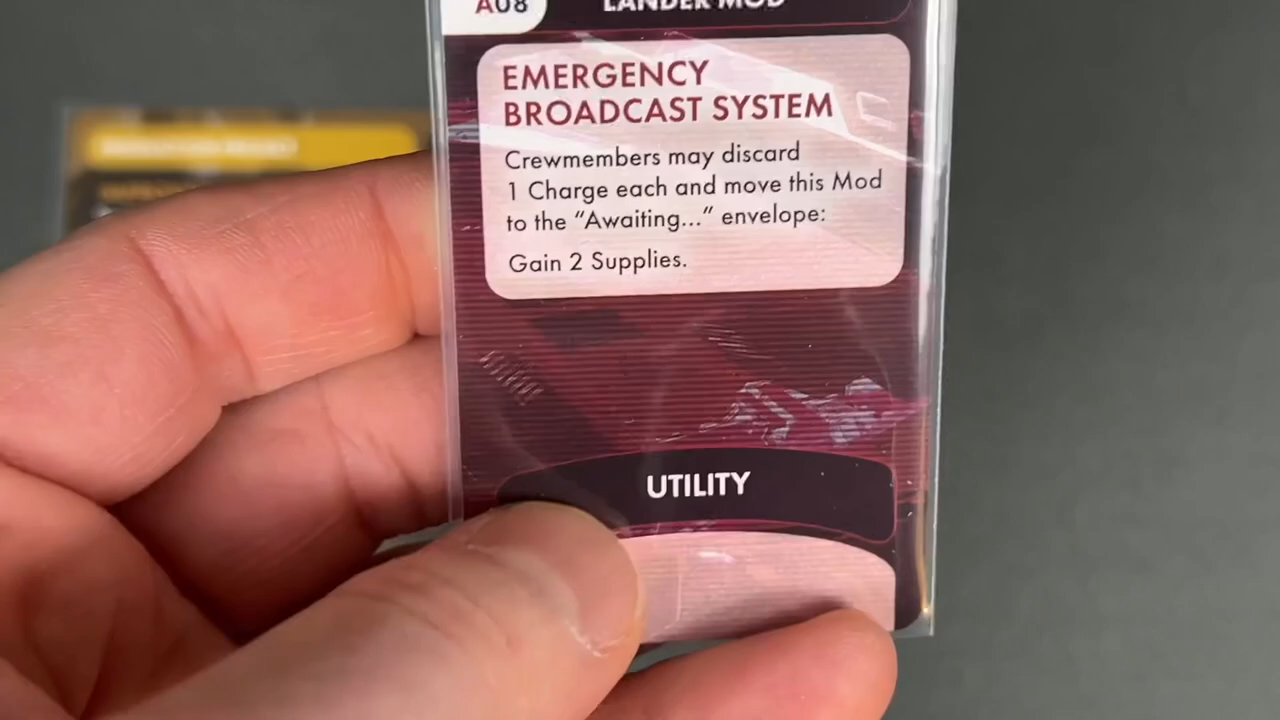 A08
LANDER MOD
EMERGENCY
BROADCAST SYSTEM
Crewmembers may discard
1 Charge each and move this Mod
to the “Awaiting...” envelope:
Gain 2 Supplies.
UTILITY